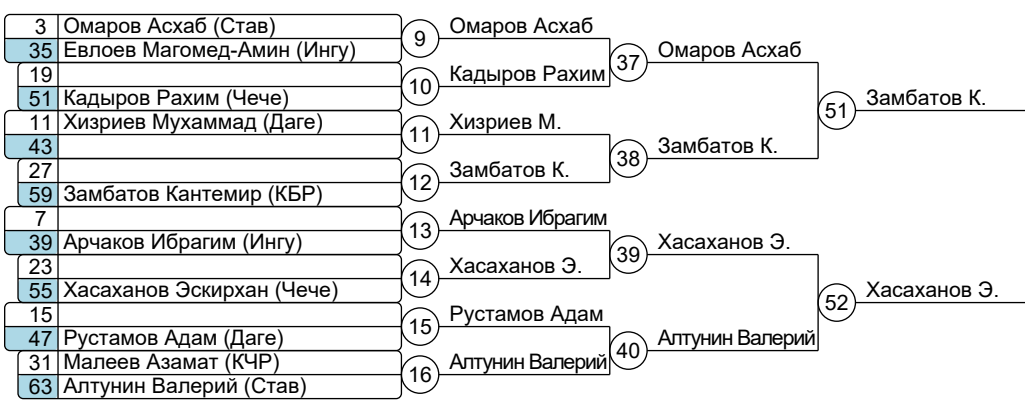 3 Омаров Асхаб (Став)
35 Евлоев Магомед-Амин (Ингу)
19
51 Кадыров Рахим (Чече)
11 Хизриев Мухаммад (Даге)
43
27
59 Замбатов Кантемир (КБР)
7
39 Арчаков Ибрагим (Ингу)
23
55 Хасаханов Эскирхан (Чече)
15
47 Рустамов Адам (Даге)
31 Малеев Азамат (КЧР)
63 Алтунин Валерий (Став)
9 Омаров Асхаб
10 Кадыров Рахим
11 Хизриев М.
12 Замбатов К.
13 Арчаков Ибрагим
14 Хасаханов Э.
15 Рустамов Адам
16 Алтунин Валерий
37 Омаров Асхаб
38 Замбатов К.
39 Хасаханов Э.
40 Алтунин Валерий
51 Замбатов К.
52 Хасаханов Э.